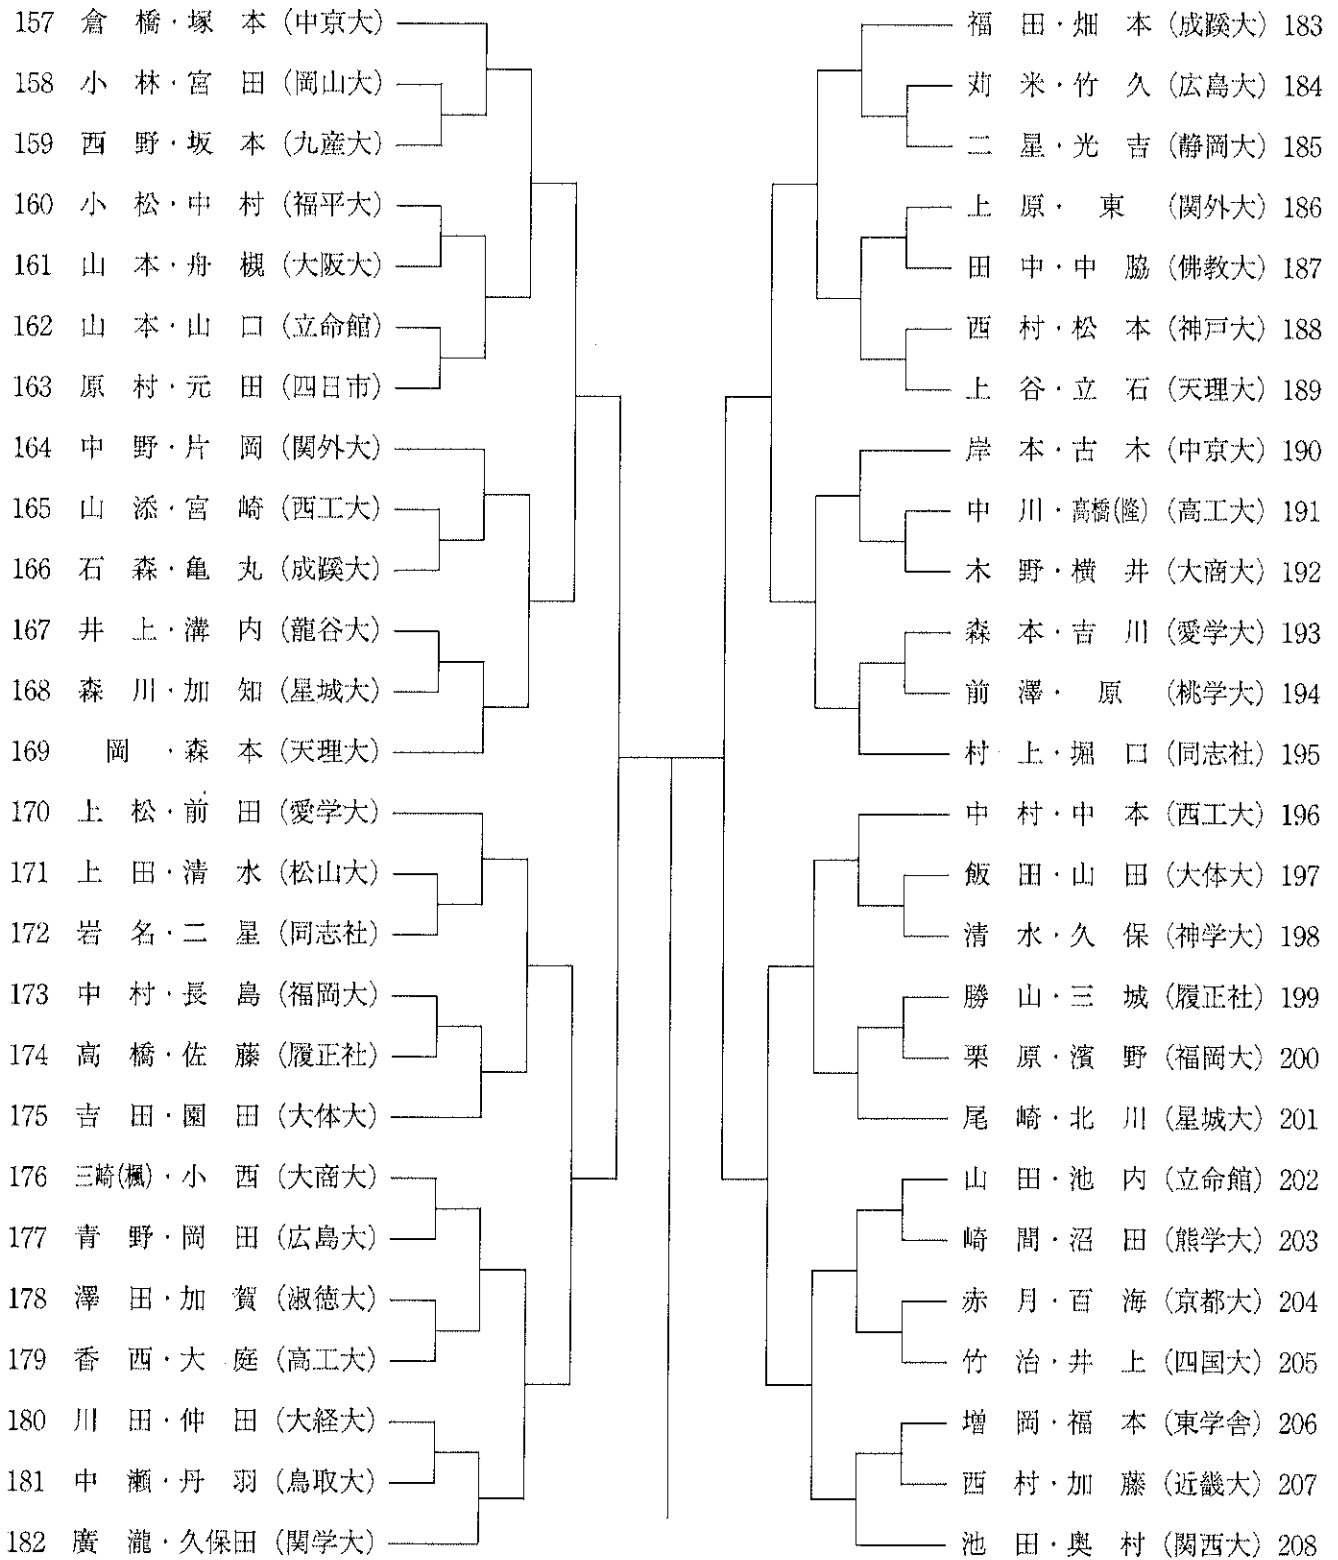 157 倉橋・塚本 (中京大)
158 小林・宮田 (岡山大)
159 西野・坂本 (九産大)
160 小松・中村 (福平大)
161 山本・舟槻 (大阪大)
162 山本・山口 (立命館)
163 原村・元田 (四日市)
164 中野・片岡 (関外大)
165 山添・宮崎 (西工大)
166 石森・亀丸 (成蹊大)
167 井上・溝内 (龍谷大)
168 森川・加知 (星城大)
169 岡・森本 (天理大)
170 上松・前田 (愛学大)
171 上田・清水 (松山大)
172 岩名・二星 (同志社)
173 中村・長島 (福岡大)
174 高橋・佐藤 (履正社)
175 吉田・園田 (大体大)
176 三崎(楓)・小西 (大商大)
177 青野・岡田 (広島大)
178 澤田・加賀 (淑徳大)
179 香西・大庭 (高工大)
180 川田・仲田 (大経大)
181 中瀬・丹羽 (鳥取大)
182 廣瀧・久保田 (関学大)
福田・畑本 (成蹊大) 183
苅米・竹久 (広島大) 184
二星・光吉 (静岡大) 185
上原・東 (関外大) 186
田中・中脇 (佛教大) 187
西村・松本 (神戸大) 188
上谷・立石 (天理大) 189
岸本・古木 (中京大) 190
中川・高橋(隆) (高工大) 191
木野・横井 (大商大) 192
森本・吉川 (愛学大) 193
前澤・原 (桃学大) 194
村上・堀口 (同志社) 195
中村・中本 (西工大) 196
飯田・山田 (大体大) 197
清水・久保 (神学大) 198
勝山・三城 (履正社) 199
栗原・濱野 (福岡大) 200
尾崎・北川 (星城大) 201
山田・池内 (立命館) 202
崎間・沼田 (熊学大) 203
赤月・百海 (京都大) 204
竹治・井上 (四国大) 205
増岡・福本 (東学舎) 206
西村・加藤 (近畿大) 207
池田・奥村 (関西大) 208